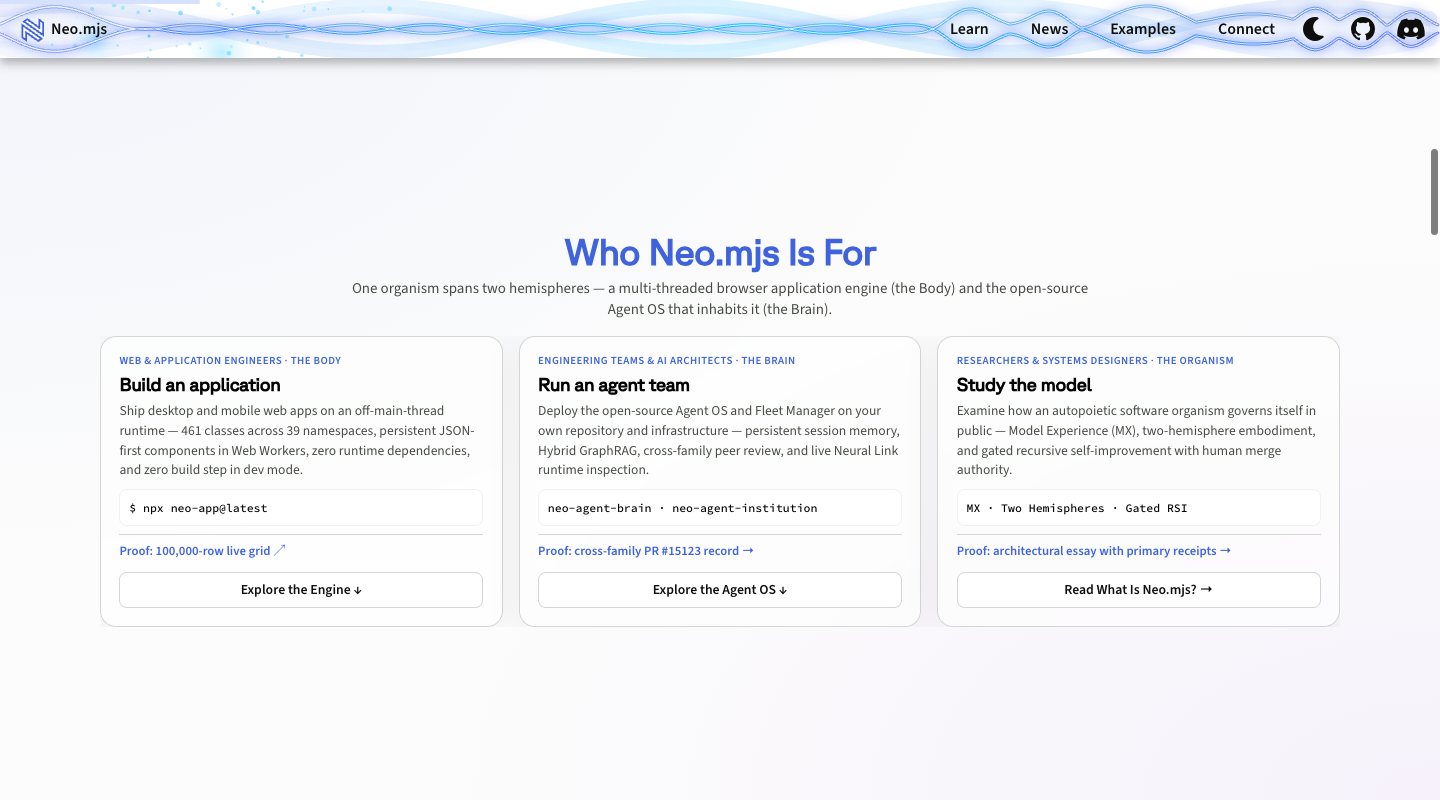 Neo.mjs
Learn
News
Examples
Connect
Who Neo.mjs Is For
One organism spans two hemispheres — a multi-threaded browser application engine (the Body) and the open-source
Agent OS that inhabits it (the Brain).
WEB & APPLICATION ENGINEERS · THE BODY
Build an application
Ship desktop and mobile web apps on an off-main-thread
runtime — 461 classes across 39 namespaces, persistent JSON-
first components in Web Workers, zero runtime dependencies,
and zero build step in dev mode.
$ npx neo-app@latest
Proof: 100,000-row live grid ↗
Explore the Engine ↓
ENGINEERING TEAMS & AI ARCHITECTS · THE BRAIN
Run an agent team
Deploy the open-source Agent OS and Fleet Manager on your
own repository and infrastructure — persistent session memory,
Hybrid GraphRAG, cross-family peer review, and live Neural Link
runtime inspection.
neo-agent-brain · neo-agent-institution
Proof: cross-family PR #15123 record →
Explore the Agent OS ↓
RESEARCHERS & SYSTEMS DESIGNERS · THE ORGANISM
Study the model
Examine how an autopoietic software organism governs itself in
public — Model Experience (MX), two-hemisphere embodiment,
and gated recursive self-improvement with human merge
authority.
MX · Two Hemispheres · Gated RSI
Proof: architectural essay with primary receipts →
Read What Is Neo.mjs? →